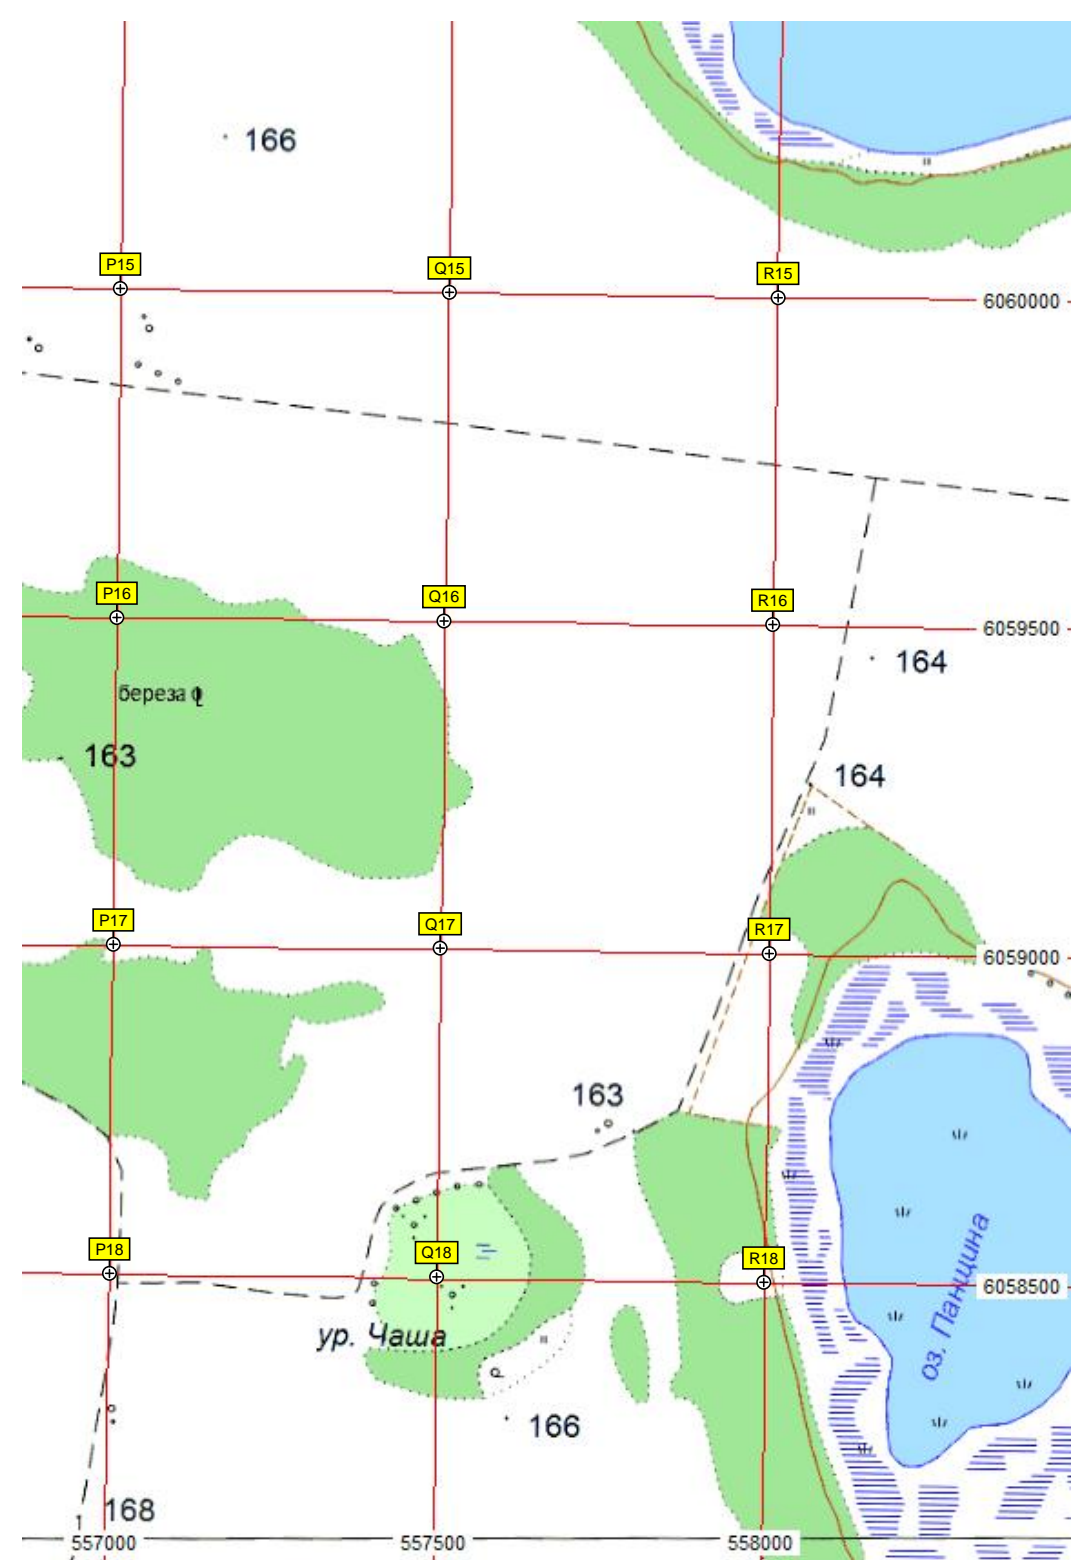 166
P15
Q15
R15
6060000
P16
Q16
R16
6059500
164
береза
163
164
P17
Q17
R17
6059000
163
P18
Q18
R18
6058500
ур. Чаша
оз. Панщина
166
168
557000
557500
558000